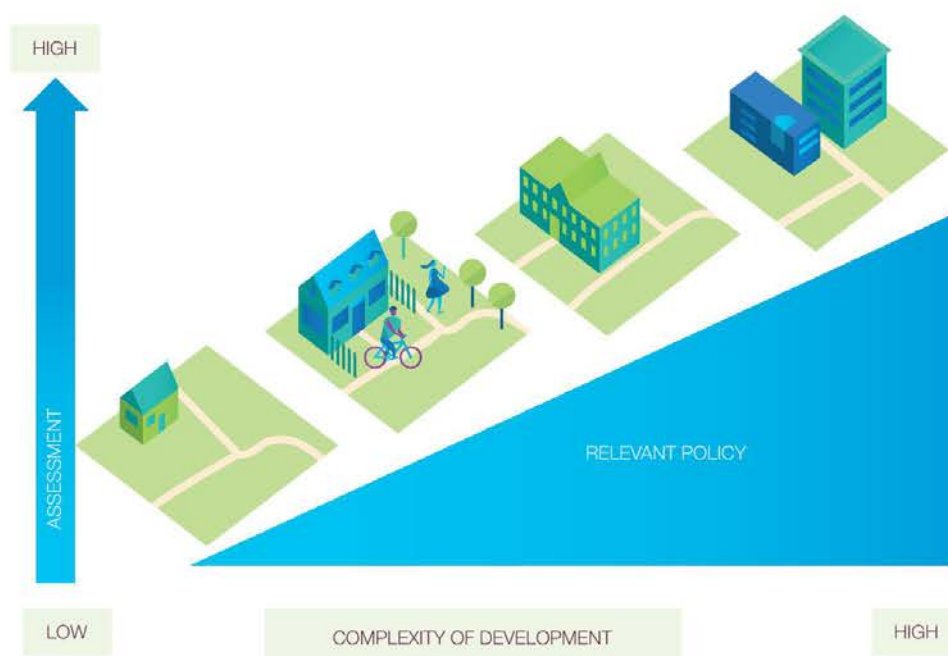 HIGH
ASSESSMENT
RELEVANT POLICY
LOW
COMPLEXITY OF DEVELOPMENT
HIGH